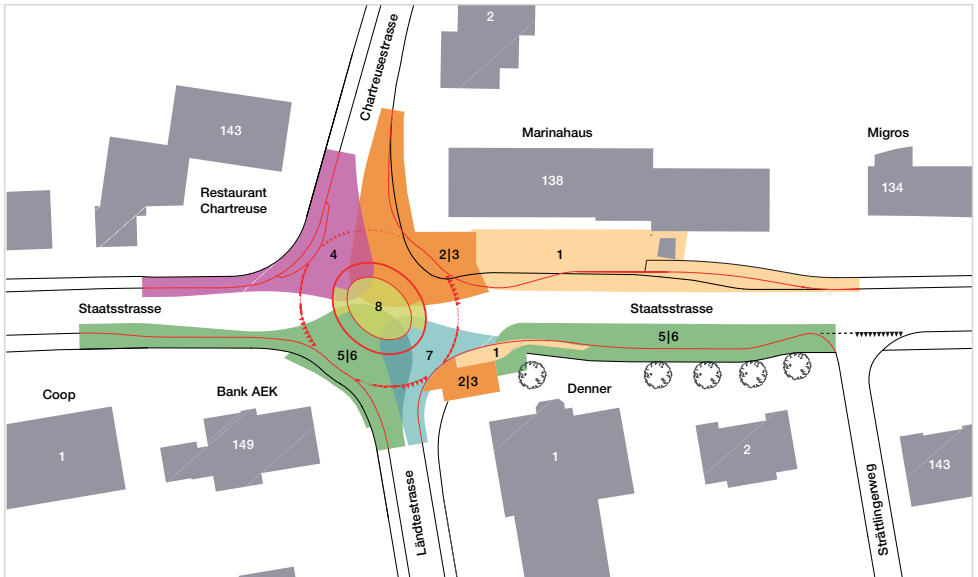 2
Chartreusestrasse
143
Marinahaus
Migros
138
134
Restaurant
Chartreuse
4
2|3
1
Staatsstrasse
8
Staatsstrasse
5|6
7
1
5|6
2|3
Coop
Bank AEK
Denner
1
149
1
2
143
Ländtestrasse
Strättlingerweg